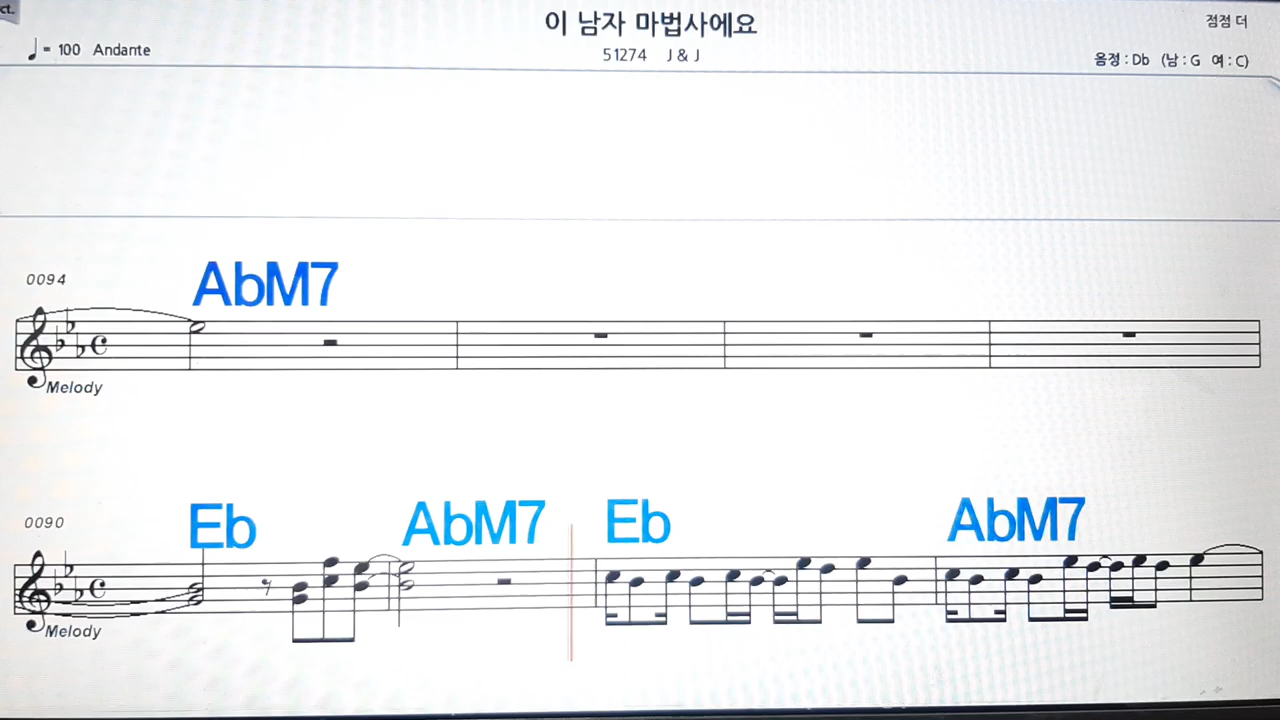 ct.
이 남자 마법사에요
점점 더
♩= 100 Andante
51274 J & J
음정 : Db (남 : G 여 : C)
0094
AbM7
Melody
0090
Eb AbM7 Eb AbM7
Melody